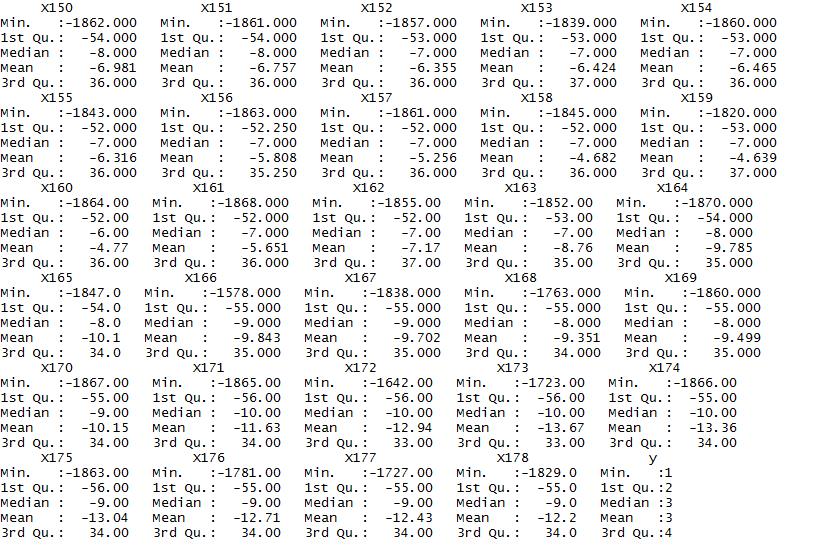 X150                X151                X152                X153                X154
Min.   :-1862.000   Min.   :-1861.000   Min.   :-1857.000   Min.   :-1839.000   Min.   :-1860.000
1st Qu.:  -54.000   1st Qu.:  -54.000   1st Qu.:  -53.000   1st Qu.:  -53.000   1st Qu.:  -53.000
Median :   -8.000   Median :   -8.000   Median :   -7.000   Median :   -7.000   Median :   -7.000
Mean   :   -6.981   Mean   :   -6.757   Mean   :   -6.355   Mean   :   -6.424   Mean   :   -6.465
3rd Qu.:   36.000   3rd Qu.:   36.000   3rd Qu.:   36.000   3rd Qu.:   37.000   3rd Qu.:   36.000
     X155                X156                X157                X158                X159
Min.   :-1843.000   Min.   :-1863.000   Min.   :-1861.000   Min.   :-1845.000   Min.   :-1820.000
1st Qu.:  -52.000   1st Qu.:  -52.250   1st Qu.:  -52.000   1st Qu.:  -52.000   1st Qu.:  -53.000
Median :   -7.000   Median :   -7.000   Median :   -7.000   Median :   -7.000   Median :   -7.000
Mean   :   -6.316   Mean   :   -5.808   Mean   :   -5.256   Mean   :   -4.682   Mean   :   -4.639
3rd Qu.:   36.000   3rd Qu.:   35.250   3rd Qu.:   36.000   3rd Qu.:   36.000   3rd Qu.:   37.000
     X160               X161                X162               X163               X164
Min.   :-1864.00   Min.   :-1868.000   Min.   :-1855.00   Min.   :-1852.00   Min.   :-1870.000
1st Qu.:  -52.00   1st Qu.:  -52.000   1st Qu.:  -52.00   1st Qu.:  -53.00   1st Qu.:  -54.000
Median :   -6.00   Median :   -7.000   Median :   -7.00   Median :   -7.00   Median :   -8.000
Mean   :   -4.77   Mean   :   -5.651   Mean   :   -7.17   Mean   :   -8.76   Mean   :   -9.785
3rd Qu.:   36.00   3rd Qu.:   36.000   3rd Qu.:   37.00   3rd Qu.:   35.00   3rd Qu.:   35.000
     X165              X166                X167                X168                X169
Min.   :-1847.0   Min.   :-1578.000   Min.   :-1838.000   Min.   :-1763.000   Min.   :-1860.000
1st Qu.:  -54.0   1st Qu.:  -55.000   1st Qu.:  -55.000   1st Qu.:  -55.000   1st Qu.:  -55.000
Median :   -8.0   Median :   -9.000   Median :   -9.000   Median :   -8.000   Median :   -8.000
Mean   :  -10.1   Mean   :   -9.843   Mean   :   -9.702   Mean   :   -9.351   Mean   :   -9.499
3rd Qu.:   34.0   3rd Qu.:   35.000   3rd Qu.:   35.000   3rd Qu.:   34.000   3rd Qu.:   35.000
     X170               X171               X172               X173               X174
Min.   :-1867.00   Min.   :-1865.00   Min.   :-1642.00   Min.   :-1723.00   Min.   :-1866.00
1st Qu.:  -55.00   1st Qu.:  -56.00   1st Qu.:  -56.00   1st Qu.:  -56.00   1st Qu.:  -55.00
Median :   -9.00   Median :  -10.00   Median :  -10.00   Median :  -10.00   Median :  -10.00
Mean   :  -10.15   Mean   :  -11.63   Mean   :  -12.94   Mean   :  -13.67   Mean   :  -13.36
3rd Qu.:   34.00   3rd Qu.:   34.00   3rd Qu.:   33.00   3rd Qu.:   33.00   3rd Qu.:   34.00
     X175               X176               X177               X178              y
Min.   :-1863.00   Min.   :-1781.00   Min.   :-1727.00   Min.   :-1829.0   Min.   :1
1st Qu.:  -56.00   1st Qu.:  -55.00   1st Qu.:  -55.00   1st Qu.:  -55.0   1st Qu.:2
Median :   -9.00   Median :   -9.00   Median :   -9.00   Median :   -9.0   Median :3
Mean   :  -13.04   Mean   :  -12.71   Mean   :  -12.43   Mean   :  -12.2   Mean   :3
3rd Qu.:   34.00   3rd Qu.:   34.00   3rd Qu.:   34.00   3rd Qu.:   34.0   3rd Qu.:4